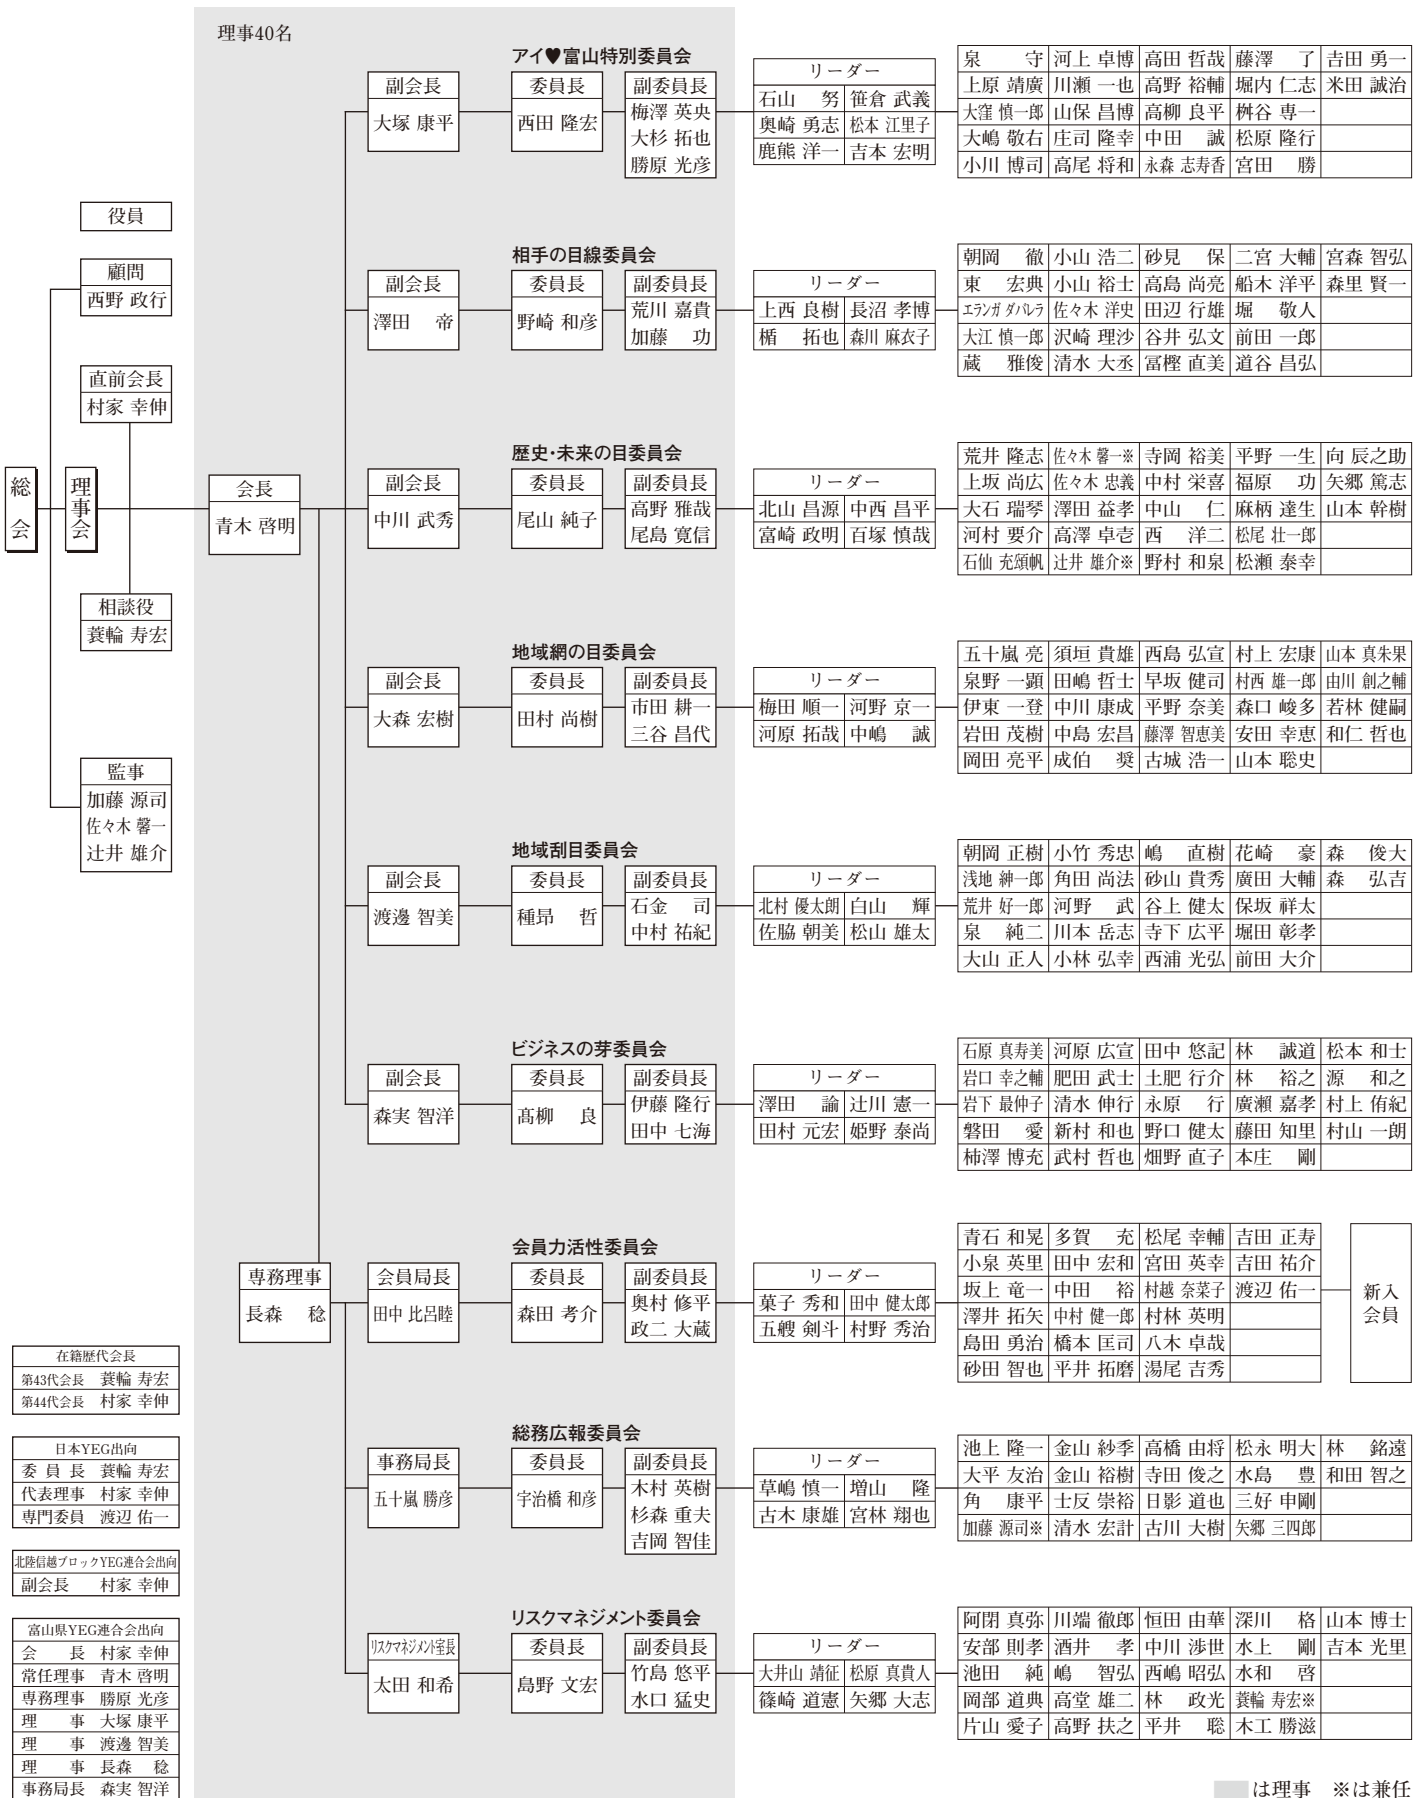 理事40名
役員
顧問
西野 政行
直前会長
村家 幸伸
総会
理事会
相談役
蓑輪 寿宏
監事
加藤 源司
佐々木 馨一
辻井 雄介
会長
青木 啓明
専務理事
長森 稔
アイ♥富山特別委員会
副会長
大塚 康平
委員長
西田 隆宏
副委員長
梅澤 英央
大杉 拓也
勝原 光彦
リーダー
石山 努 笹倉 武義
奥崎 勇志 松本 江里子
鹿熊 洋一 吉本 宏明
泉 守 河上 卓博 高田 哲哉 藤澤 了 吉田 勇一
上原 靖廣 川瀬 一也 高野 裕輔 堀内 仁志 米田 誠治
大窪 慎一郎 山保 昌博 高柳 良平 桝谷 専一
大嶋 敬右 庄司 隆幸 中田 誠 松原 隆行
小川 博司 高尾 将和 永森 志寿香 宮田 勝
相手の目線委員会
副会長
澤田 帝
委員長
野崎 和彦
副委員長
荒川 嘉貴
加藤 功
リーダー
上西 良樹 長沼 孝博
楯 拓也 森川 麻衣子
朝岡 徹 小山 浩二 砂見 保 二宮 大輔 宮森 智弘
東 宏典 小山 裕士 高島 尚亮 船木 洋平 森里 賢一
エランガ ダバレラ 佐々木 洋史 田辺 行雄 堀 敬人
大江 慎一郎 沢崎 理沙 谷井 弘文 前田 一郎
蔵 雅俊 清水 大丞 冨樫 直美 道谷 昌弘
歴史・未来の目委員会
副会長
中川 武秀
委員長
尾山 純子
副委員長
高野 雅哉
尾島 寛信
リーダー
北山 昌源 中西 昌平
富崎 政明 百塚 慎哉
荒井 隆志 佐々木 馨一※ 寺岡 裕美 平野 一生 向 辰之助
上坂 尚広 佐々木 忠義 中村 栄喜 福原 功 矢郷 篤志
大石 瑞琴 澤田 益孝 中山 仁 麻柄 達生 山本 幹樹
河村 要介 高澤 卓壱 西 洋二 松尾 壮一郎
石仙 充頌帆 辻井 雄介※ 野村 和泉 松瀬 泰幸
地域網の目委員会
副会長
大森 宏樹
委員長
田村 尚樹
副委員長
市田 耕一
三谷 昌代
リーダー
梅田 順一 河野 京一
河原 拓哉 中嶋 誠
五十嵐 亮 須垣 貴雄 西島 弘宣 村上 宏康 山本 真朱果
泉野 一顕 田嶋 哲士 早坂 健司 村西 雄一郎 由川 創之輔
伊東 一登 中川 康成 平野 奈美 森口 峻多 若林 健嗣
岩田 茂樹 中島 宏昌 藤澤 智恵美 安田 幸恵 和仁 哲也
岡田 亮平 成伯 奨 古城 浩一 山本 聡史
地域刮目委員会
副会長
渡邊 智美
委員長
種昂 哲
副委員長
石金 司
中村 祐紀
リーダー
北村 優太朗 白山 輝
佐脇 朝美 松山 雄太
朝岡 正樹 小竹 秀忠 嶋 直樹 花崎 豪 森 俊大
浅地 紳一郎 角田 尚法 砂山 貴秀 廣田 大輔 森 弘吉
荒井 好一郎 河野 武 谷上 健太 保坂 祥太
泉 純二 川本 岳志 寺下 広平 堀田 彰孝
大山 正人 小林 弘幸 西浦 光弘 前田 大介
ビジネスの芽委員会
副会長
森実 智洋
委員長
髙柳 良
副委員長
伊藤 隆行
田中 七海
リーダー
澤田 諭 辻川 憲一
田村 元宏 姫野 泰尚
石原 真寿美 河原 広宣 田中 悠記 林 誠道 松本 和士
岩口 幸之輔 肥田 武士 土肥 行介 林 裕之 源 和之
岩下 最仲子 清水 伸行 永原 行 廣瀬 嘉孝 村上 侑紀
磐田 愛 新村 和也 野口 健太 藤田 知里 村山 一朗
柿澤 博充 武村 哲也 畑野 直子 本庄 剛
会員力活性委員会
会員局長
田中 比呂睦
委員長
森田 考介
副委員長
奥村 修平
政二 大蔵
リーダー
菓子 秀和 田中 健太郎
五艘 剣斗 村野 秀治
青石 和晃 多賀 充 松尾 幸輔 吉田 正寿
小泉 英里 田中 宏和 宮田 英幸 吉田 祐介
坂上 竜一 中田 裕 村越 奈菜子 渡辺 佑一
澤井 拓矢 中村 健一郎 村林 英明
島田 勇治 橋本 匡司 八木 卓哉
砂田 智也 平井 拓磨 湯尾 吉秀
新入会員
総務広報委員会
事務局長
五十嵐 勝彦
委員長
宇治橋 和彦
副委員長
木村 英樹
杉森 重夫
吉岡 智佳
リーダー
草嶋 慎一 増山 隆
古木 康雄 宮林 翔也
池上 隆一 金山 紗季 高橋 由将 松永 明大 林 銘遠
大平 友治 金山 裕樹 寺田 俊之 水島 豊 和田 智之
角 康平 士反 崇裕 日影 道也 三好 申剛
加藤 源司※ 清水 宏計 古川 大樹 矢郷 三四郎
リスクマネジメント委員会
リスクマネジメント室長
太田 和希
委員長
島野 文宏
副委員長
竹島 悠平
水口 猛史
リーダー
大井山 靖征 松原 真貴人
篠崎 道憲 矢郷 大志
阿閉 真弥 川端 徹郎 恒田 由華 深川 格 山本 博士
安部 則孝 酒井 孝 中川 渉世 水上 剛 吉本 光里
池田 純 嶋 智弘 西嶋 昭弘 水和 啓
岡部 道典 高堂 雄二 林 政光 蓑輪 寿宏※
片山 愛子 高野 扶之 平井 聡 木工 勝滋
在籍歴代会長
第43代会長 蓑輪 寿宏
第44代会長 村家 幸伸
日本YEG出向
委員長 蓑輪 寿宏
代表理事 村家 幸伸
専門委員 渡辺 佑一
北陸信越ブロックYEG連合会出向
副会長 村家 幸伸
富山県YEG連合会出向
会長 村家 幸伸
常任理事 青木 啓明
専務理事 勝原 光彦
理事 大塚 康平
理事 渡邊 智美
理事 長森 稔
事務局長 森実 智洋
は理事 ※は兼任